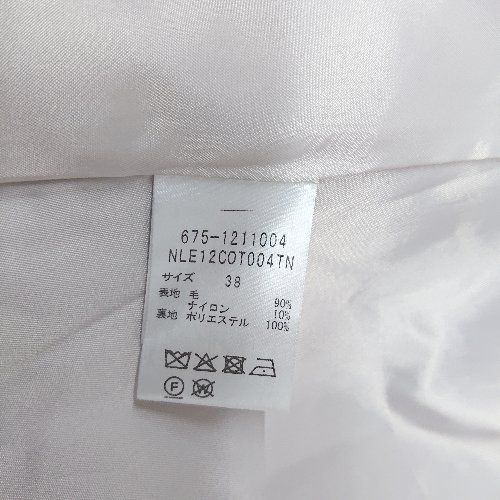 675-1211004
NLE12COT004TN
サイズ 38
表地 毛 90%
ナイロン 10%
裏地 ポリエステル 100%
F W